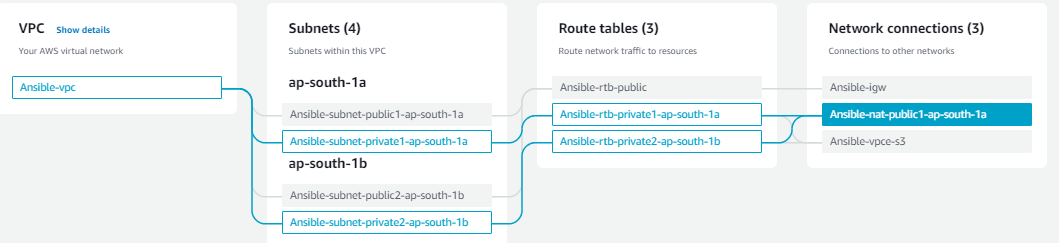 VPC Show details
Your AWS virtual network
Ansible-vpc
Subnets (4)
Subnets within this VPC
ap-south-1a
Ansible-subnet-public1-ap-south-1a
Ansible-subnet-private1-ap-south-1a
ap-south-1b
Ansible-subnet-public2-ap-south-1b
Ansible-subnet-private2-ap-south-1b
Route tables (3)
Route network traffic to resources
Ansible-rtb-public
Ansible-rtb-private1-ap-south-1a
Ansible-rtb-private2-ap-south-1b
Network connections (3)
Connections to other networks
Ansible-igw
Ansible-nat-public1-ap-south-1a
Ansible-vpce-s3